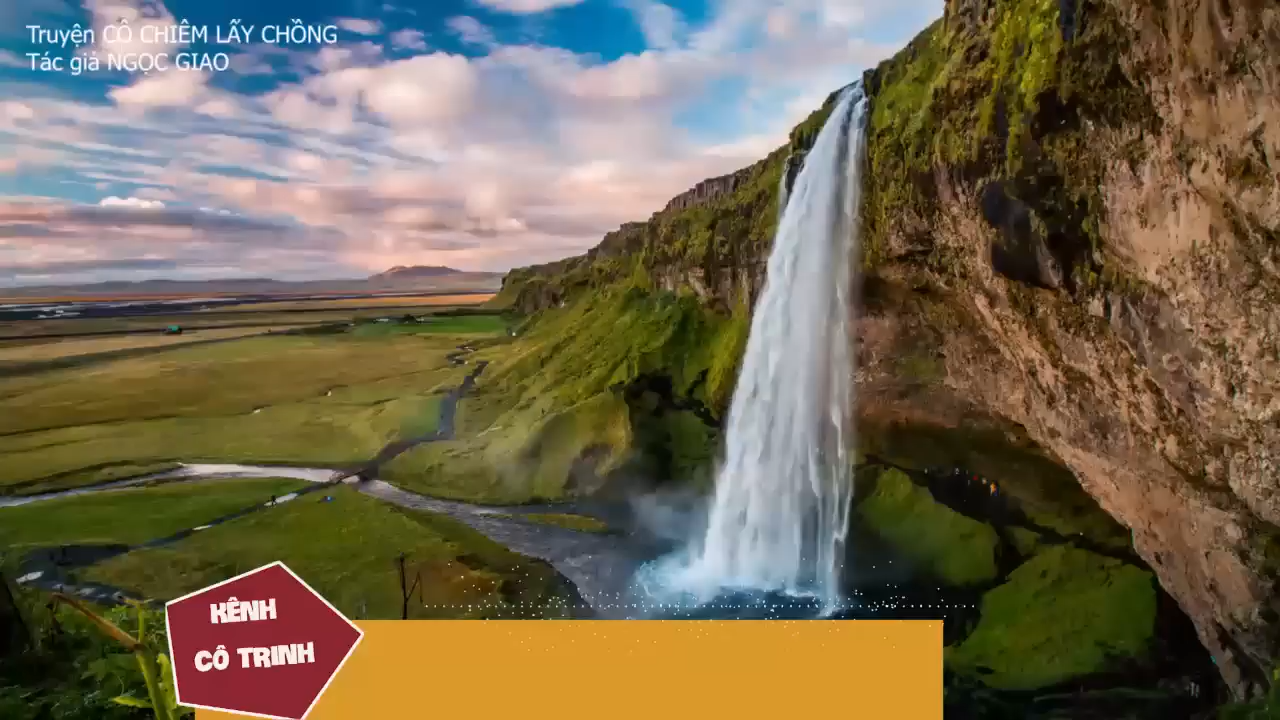 Truyện CÔ CHIÊM LẤY CHỒNG
Tác giả NGỌC GIAO
KÊNH
CÔ TRINH